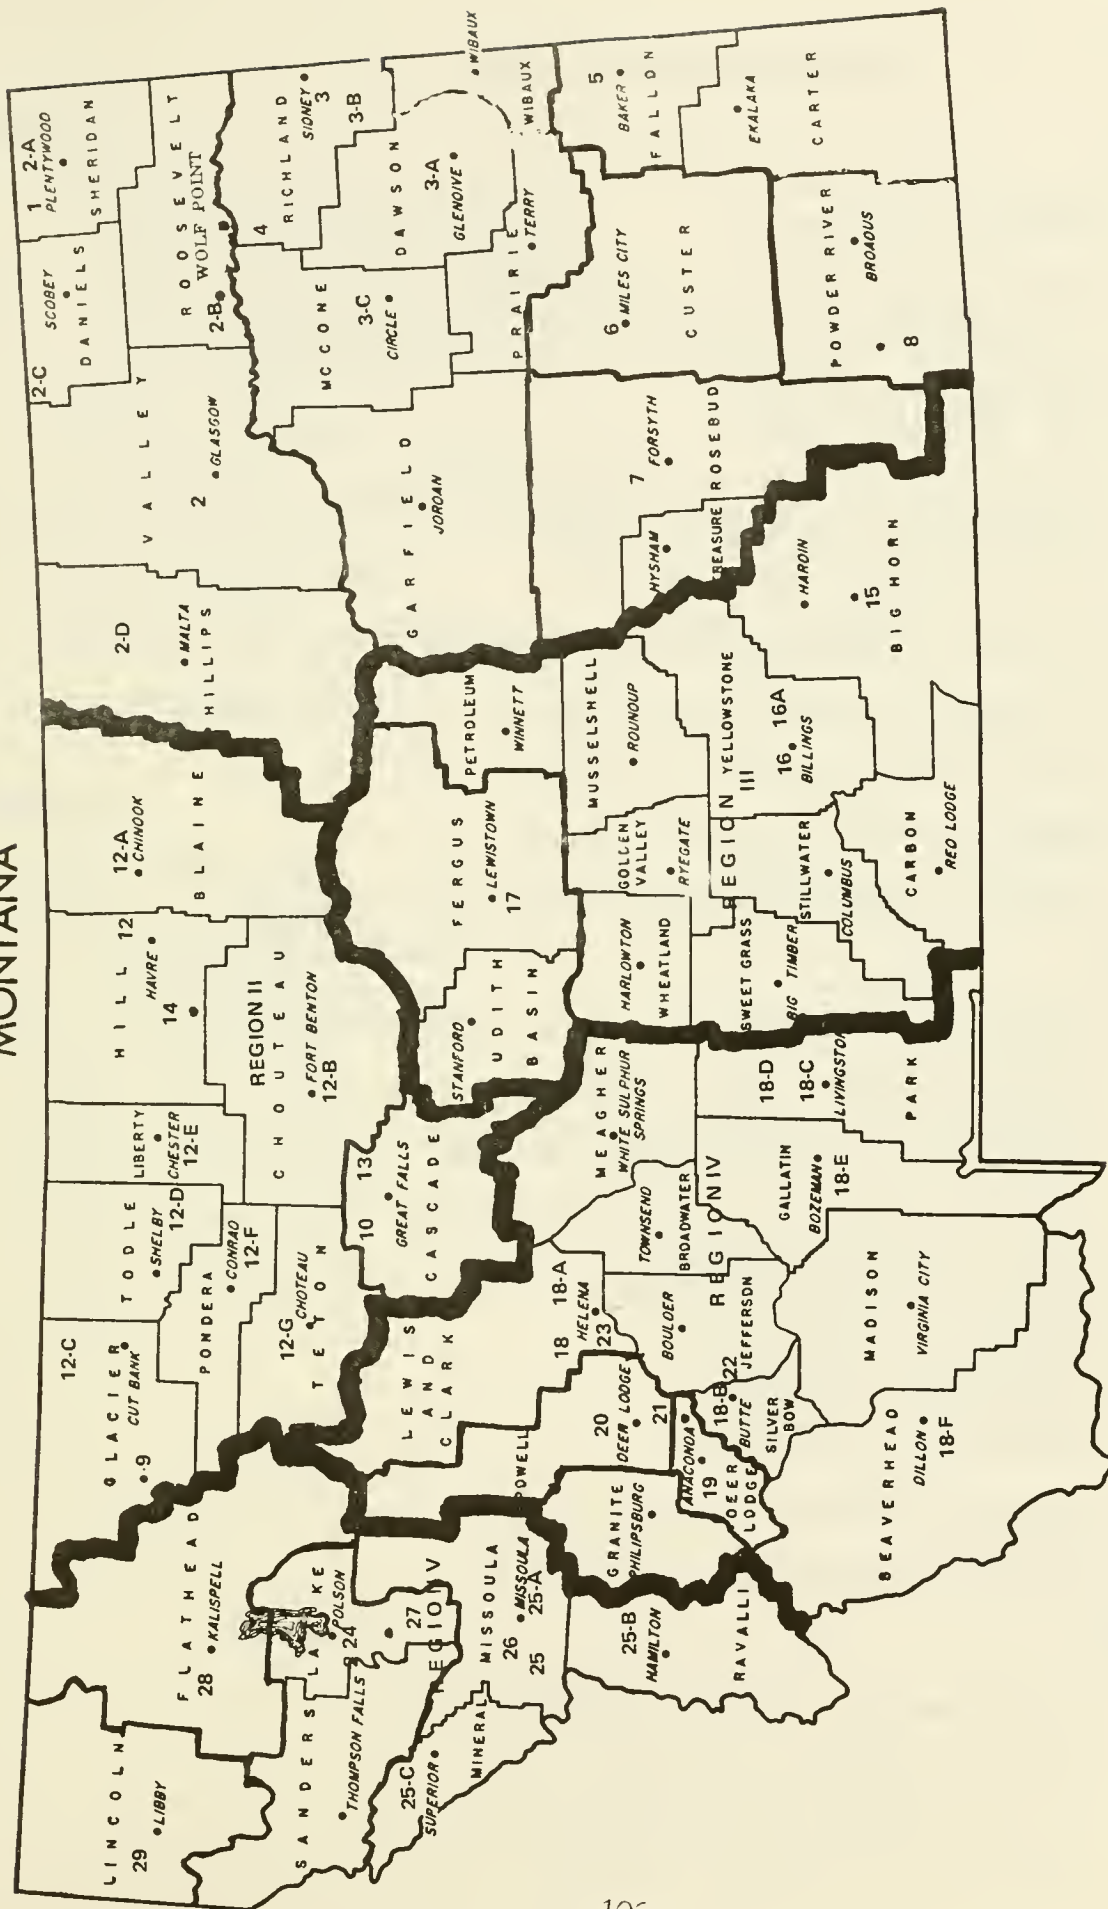 MONTANA
LINCOLN
29
LIBBY
FLATHEAD
28
KALISPELL
GLACIER
12-C
CUT BANK
9
TOOLE
SHELBY
12-D
LIBERTY
CHESTER
12-E
HILL
12
HAVRE
14
BLAINE
12-A
CHINOOK
PHILLIPS
2-D
MALTA
VALLEY
2
GLASGOW
DANIELS
2-C
SCOBEY
SHERIDAN
1
2-A
PLENTYWOOD
ROOSEVELT
WOLF POINT
2-B
RICHLAND
SIDNEY
3
3-B
4
PONDERA
CONRAD
12-F
TETON
12-G
CHOTEAU
CHOUTEAU
REGION II
FORT BENTON
12-B
CASCADE
10
13
GREAT FALLS
SANDERS
THOMPSON FALLS
LAKE
POLSON
24
27
MINERAL
25-C
SUPERIOR
MISSOULA
26
MISSOULA
25-A
25
LEWIS
AND
CLARK
18
18-A
HELENA
23
POWELL
20
DEER LODGE
21
GRANITE
PHILIPSBURG
RAVALLI
25-B
HAMILTON
DEER
LODGE
ANACONDA
19
SILVER
BOW
18-B
BUTTE
22
JEFFERSON
BOULDER
BROADWATER
TOWNSEND
REGION IV
MEAGHER
WHITE SULPHUR
SPRINGS
BEAVERHEAD
DILLON
18-F
MADISON
VIRGINIA CITY
GALLATIN
BOZEMAN
18-E
PARK
18-D
18-C
LIVINGSTON
JUDITH
BASIN
STANFORD
FERGUS
LEWISTOWN
17
PETROLEUM
WINNETT
WHEATLAND
HARLOWTON
GOLDEN
VALLEY
RYEGATE
MUSSELSHELL
ROUNDUP
SWEET GRASS
BIG TIMBER
STILLWATER
COLUMBUS
REGION
III
YELLOWSTONE
16
16A
BILLINGS
CARBON
RED LODGE
BIG HORN
HARDIN
15
TREASURE
HYSHAM
ROSEBUD
7
FORSYTH
GARFIELD
JORDAN
MCCONE
3-C
CIRCLE
DAWSON
3-A
GLENDIVE
PRAIRIE
TERRY
WIBAUX
WIBAUX
CUSTER
6
MILES CITY
FALLON
5
BAKER
CARTER
EKALAKA
POWDER RIVER
BROADUS
8